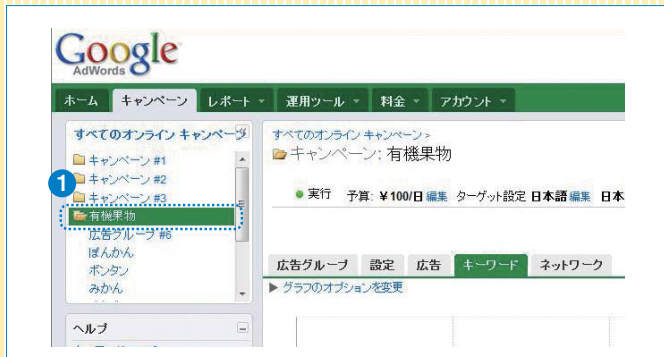 Google
AdWords
ホーム キャンペーン レポート 運用ツール 料金 アカウント
すべてのオンライン キャンペーン
キャンペーン #1
キャンペーン #2
1
キャンペーン #3
有機果物
広告グループ #6
ぽんかん
ボンタン
みかん
ヘルプ
すべてのオンライン キャンペーン >
キャンペーン: 有機果物
実行 予算: ¥100/日 編集 ターゲット設定 日本語 編集 日本
広告グループ 設定 広告 キーワード ネットワーク
グラフのオプションを変更